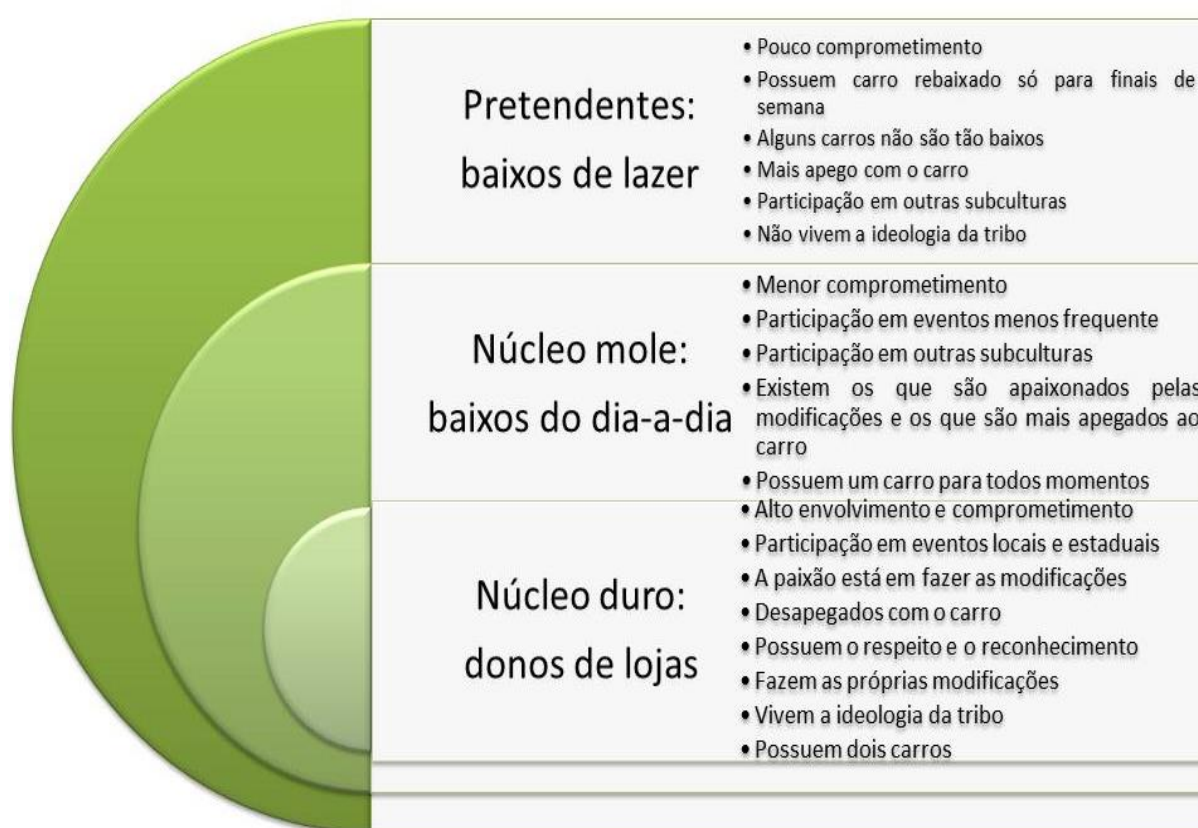 Pretendentes:
baixos de lazer
• Pouco comprometimento
• Possuem carro rebaixado só para finais de
semana
• Alguns carros não são tão baixos
• Mais apego com o carro
• Participação em outras subculturas
• Não vivem a ideologia da tribo
Núcleo mole:
baixos do dia-a-dia
• Menor comprometimento
• Participação em eventos menos frequente
• Participação em outras subculturas
• Existem os que são apaixonados pelas
modificações e os que são mais apegados ao
carro
• Possuem um carro para todos momentos
Núcleo duro:
donos de lojas
• Alto envolvimento e comprometimento
• Participação em eventos locais e estaduais
• A paixão está em fazer as modificações
• Desapegados com o carro
• Possuem o respeito e o reconhecimento
• Fazem as próprias modificações
• Vivem a ideologia da tribo
• Possuem dois carros